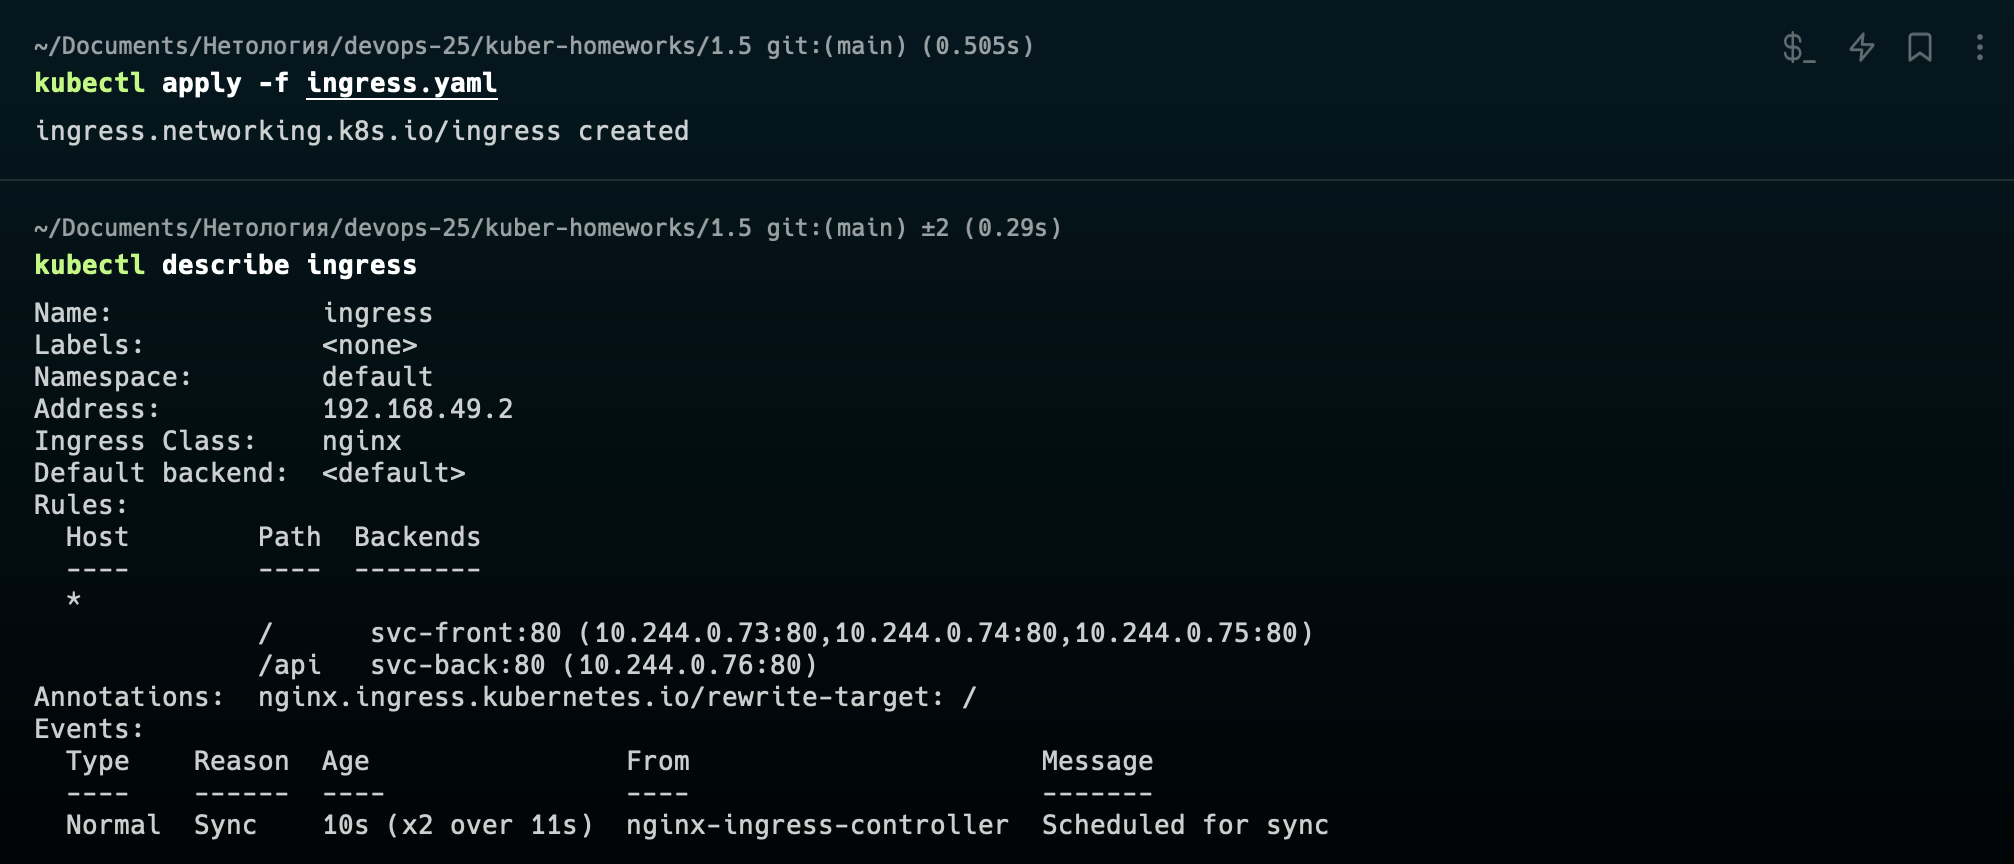 ~/Documents/Нетология/devops-25/kuber-homeworks/1.5 git:(main) (0.505s)
kubectl apply -f ingress.yaml
ingress.networking.k8s.io/ingress created
~/Documents/Нетология/devops-25/kuber-homeworks/1.5 git:(main) ±2 (0.29s)
kubectl describe ingress
Name:             ingress
Labels:           <none>
Namespace:        default
Address:          192.168.49.2
Ingress Class:    nginx
Default backend:  <default>
Rules:
  Host        Path  Backends
  ----        ----  --------
  *
              /      svc-front:80 (10.244.0.73:80,10.244.0.74:80,10.244.0.75:80)
              /api   svc-back:80 (10.244.0.76:80)
Annotations:  nginx.ingress.kubernetes.io/rewrite-target: /
Events:
  Type    Reason  Age                From                      Message
  ----    ------  ----               ----                      -------
  Normal  Sync    10s (x2 over 11s)  nginx-ingress-controller  Scheduled for sync